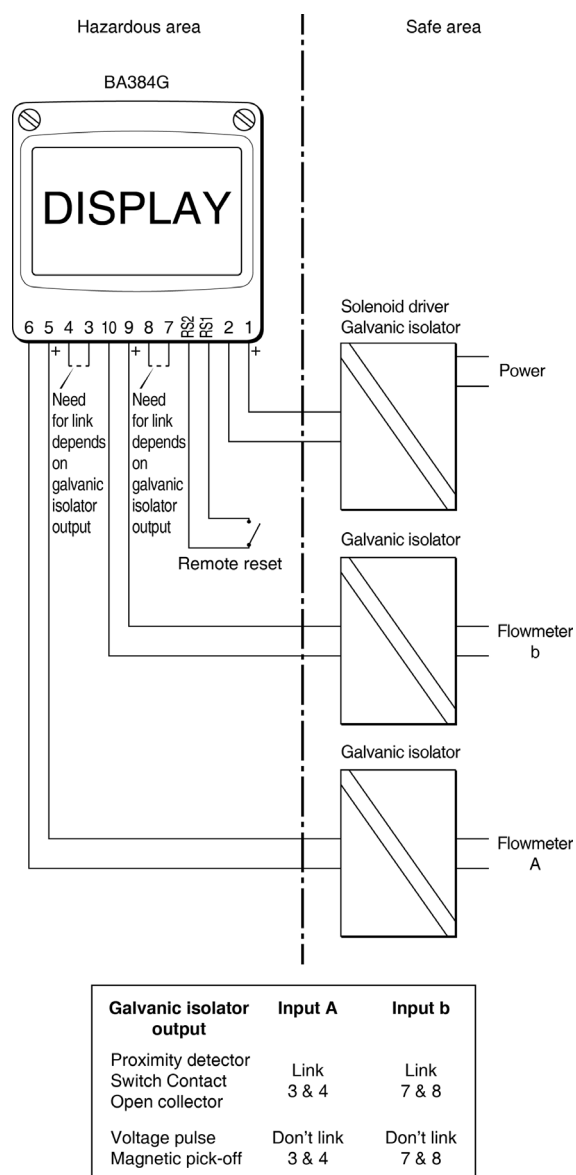 Hazardous area
Safe area
BA384G
DISPLAY
6 5 4 3 10 9 8 7 RS2 RS1 2 1
+ + +
Need
for link
depends
on
galvanic
isolator
output
Need
for link
depends
on
galvanic
isolator
output
Remote reset
Solenoid driver
Galvanic isolator
Power
Galvanic isolator
Flowmeter
b
Galvanic isolator
Flowmeter
A
Galvanic isolator
output
Input A
Input b
Proximity detector
Switch Contact
Open collector
Link
3 & 4
Link
7 & 8
Voltage pulse
Magnetic pick-off
Don't link
3 & 4
Don't link
7 & 8